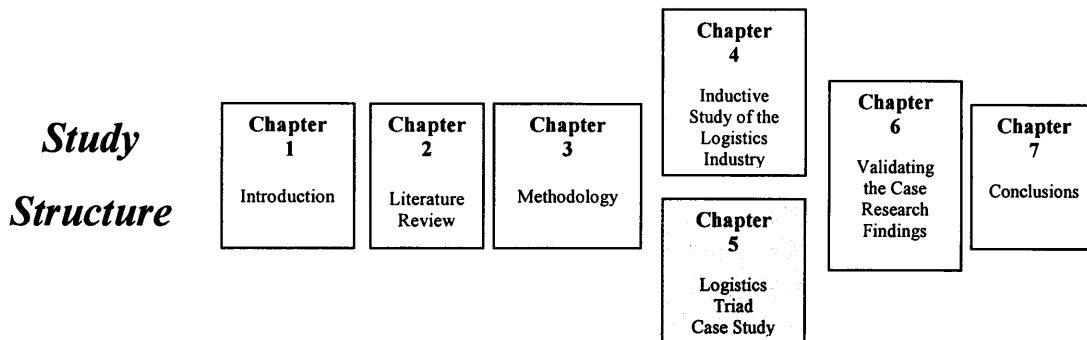 Study
Structure
Chapter
1
Introduction
Chapter
2
Literature
Review
Chapter
3
Methodology
Chapter
4
Inductive
Study of the
Logistics
Industry
Chapter
5
Logistics
Triad
Case Study
Chapter
6
Validating
the Case
Research
Findings
Chapter
7
Conclusions